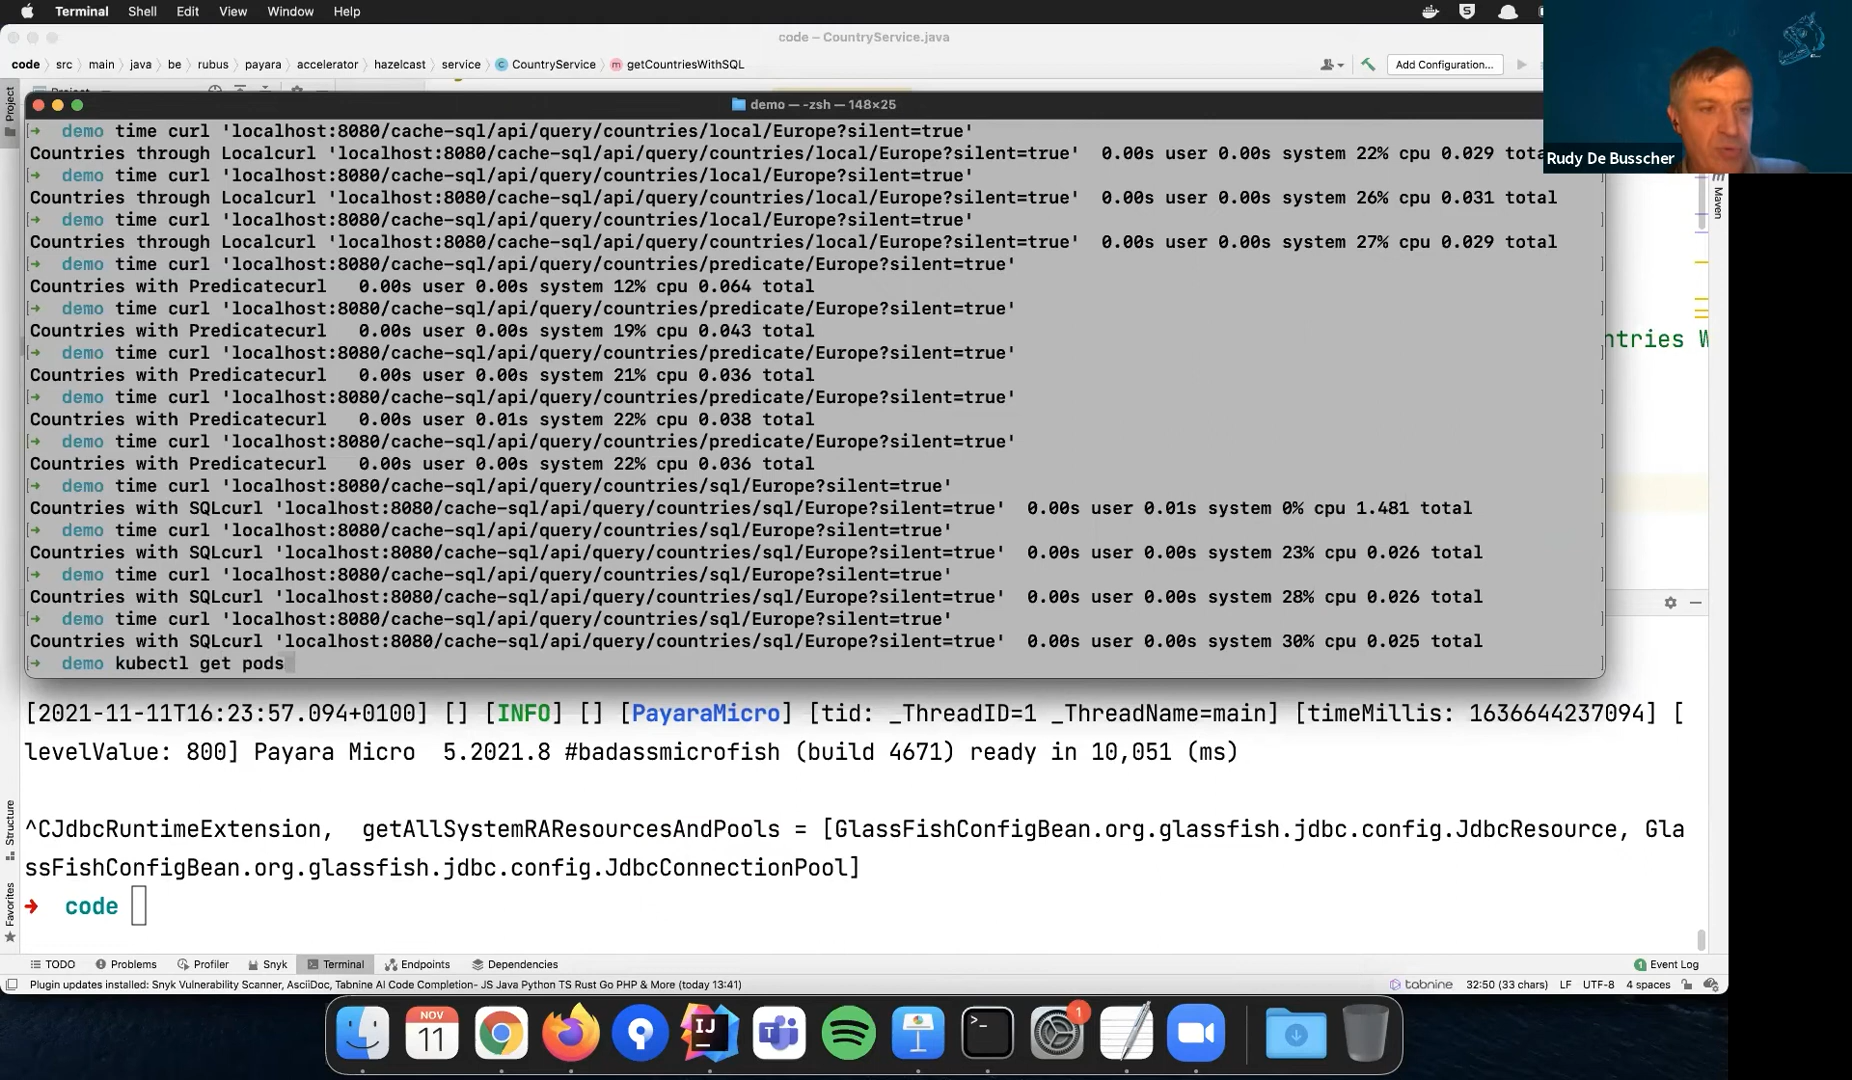 Terminal Shell Edit View Window Help
code – CountryService.java
code src main java be rubus payara accelerator hazelcast service CountryService getCountriesWithSQL Add Configuration...
demo — -zsh — 148×25
Rudy De Busscher
→ demo time curl 'localhost:8080/cache-sql/api/query/countries/local/Europe?silent=true'
Countries through Localcurl 'localhost:8080/cache-sql/api/query/countries/local/Europe?silent=true' 0.00s user 0.00s system 22% cpu 0.029 tota
→ demo time curl 'localhost:8080/cache-sql/api/query/countries/local/Europe?silent=true'
Countries through Localcurl 'localhost:8080/cache-sql/api/query/countries/local/Europe?silent=true' 0.00s user 0.00s system 26% cpu 0.031 total
→ demo time curl 'localhost:8080/cache-sql/api/query/countries/local/Europe?silent=true'
Countries through Localcurl 'localhost:8080/cache-sql/api/query/countries/local/Europe?silent=true' 0.00s user 0.00s system 27% cpu 0.029 total
→ demo time curl 'localhost:8080/cache-sql/api/query/countries/predicate/Europe?silent=true'
Countries with Predicatecurl 0.00s user 0.00s system 12% cpu 0.064 total
→ demo time curl 'localhost:8080/cache-sql/api/query/countries/predicate/Europe?silent=true'
Countries with Predicatecurl 0.00s user 0.00s system 19% cpu 0.043 total
→ demo time curl 'localhost:8080/cache-sql/api/query/countries/predicate/Europe?silent=true'
Countries with Predicatecurl 0.00s user 0.00s system 21% cpu 0.036 total
→ demo time curl 'localhost:8080/cache-sql/api/query/countries/predicate/Europe?silent=true'
Countries with Predicatecurl 0.00s user 0.01s system 22% cpu 0.038 total
→ demo time curl 'localhost:8080/cache-sql/api/query/countries/predicate/Europe?silent=true'
Countries with Predicatecurl 0.00s user 0.00s system 22% cpu 0.036 total
→ demo time curl 'localhost:8080/cache-sql/api/query/countries/sql/Europe?silent=true'
Countries with SQLcurl 'localhost:8080/cache-sql/api/query/countries/sql/Europe?silent=true' 0.00s user 0.01s system 0% cpu 1.481 total
→ demo time curl 'localhost:8080/cache-sql/api/query/countries/sql/Europe?silent=true'
Countries with SQLcurl 'localhost:8080/cache-sql/api/query/countries/sql/Europe?silent=true' 0.00s user 0.00s system 23% cpu 0.026 total
→ demo time curl 'localhost:8080/cache-sql/api/query/countries/sql/Europe?silent=true'
Countries with SQLcurl 'localhost:8080/cache-sql/api/query/countries/sql/Europe?silent=true' 0.00s user 0.00s system 28% cpu 0.026 total
→ demo time curl 'localhost:8080/cache-sql/api/query/countries/sql/Europe?silent=true'
Countries with SQLcurl 'localhost:8080/cache-sql/api/query/countries/sql/Europe?silent=true' 0.00s user 0.00s system 30% cpu 0.025 total
→ demo kubectl get pods
Project
Maven
ntries W
[2021-11-11T16:23:57.094+0100] [] [INFO] [] [PayaraMicro] [tid: _ThreadID=1 _ThreadName=main] [timeMillis: 1636644237094] [
levelValue: 800] Payara Micro 5.2021.8 #badassmicrofish (build 4671) ready in 10,051 (ms)
^CJdbcRuntimeExtension, getAllSystemRAResourcesAndPools = [GlassFishConfigBean.org.glassfish.jdbc.config.JdbcResource, Gla
ssFishConfigBean.org.glassfish.jdbc.config.JdbcConnectionPool]
→ code
Structure
Favorites
TODO Problems Profiler Snyk Terminal Endpoints Dependencies 1 Event Log
Plugin updates installed: Snyk Vulnerability Scanner, AsciiDoc, Tabnine AI Code Completion- JS Java Python TS Rust Go PHP & More (today 13:41) tabnine 32:50 (33 chars) LF UTF-8 4 spaces
NOV
11
IJ
1